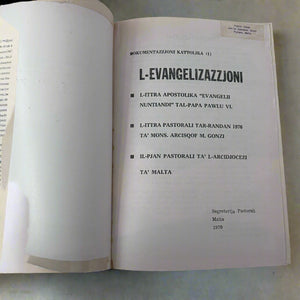 DOKUMENTAZZJONI KATTOLIKA (1)
L-EVANGELIZAZZJONI
L-ITTRA APOSTOLIKA "EVANGELII
NUNTIANDI" TAL-PAPA PAWLU VI.
L-ITTRA PASTORALI TAR-RANDAN 1976
TA' MONS. ARCISQOF M. GONZI
IL-PJAN PASTORALI TA' L-ARCIDJOCESI
TA' MALTA
Segretarija Pastorali
Malta
1976